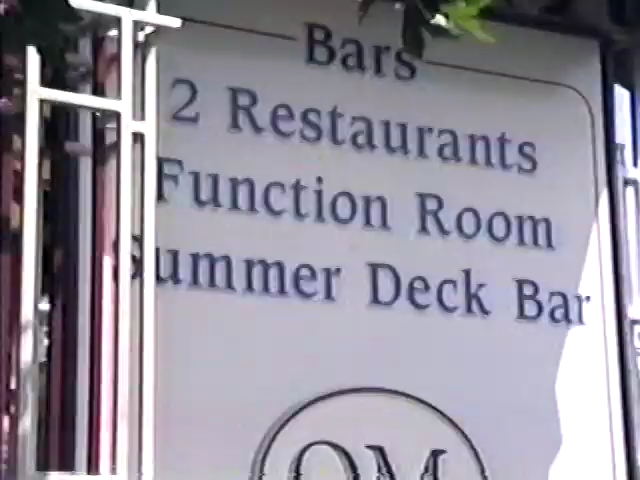 Bars
2 Restaurants
Function Room
Summer Deck Bar